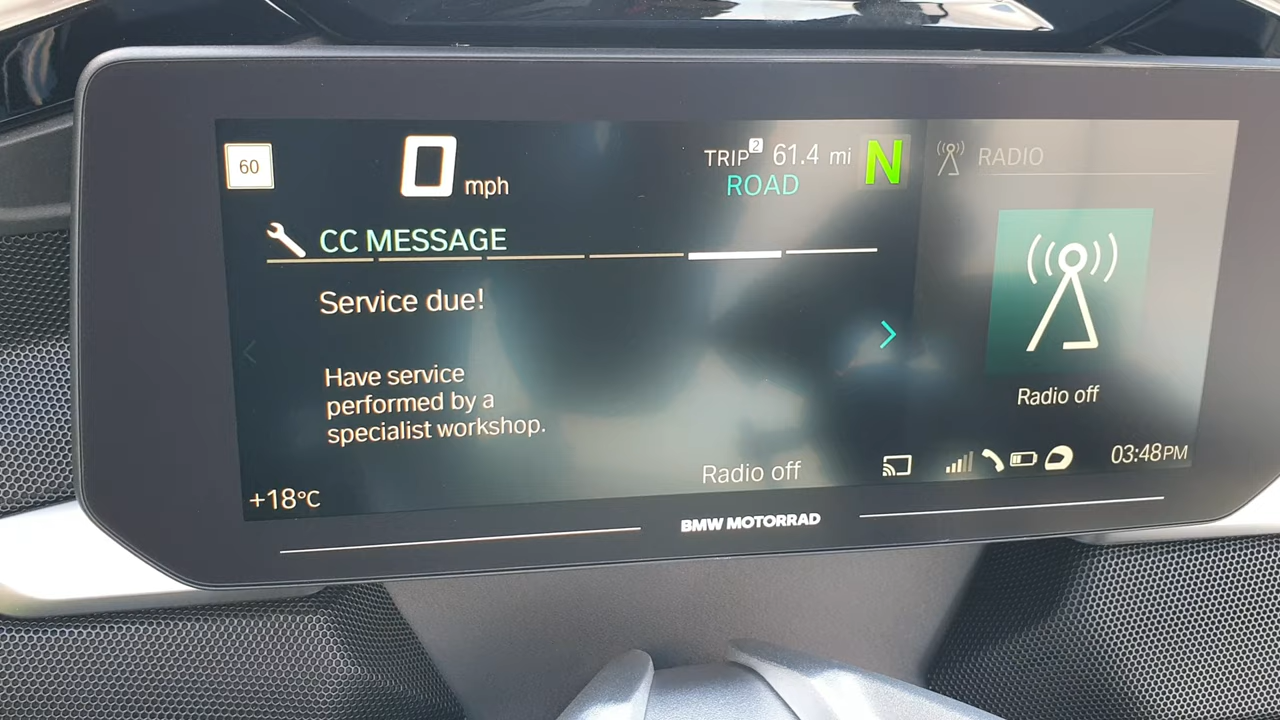 60
0 mph
TRIP 2 61.4 mi
N
RADIO
ROAD
CC MESSAGE
Service due!
Have service
performed by a
specialist workshop.
Radio off
Radio off
+18°C
03:48PM
BMW MOTORRAD